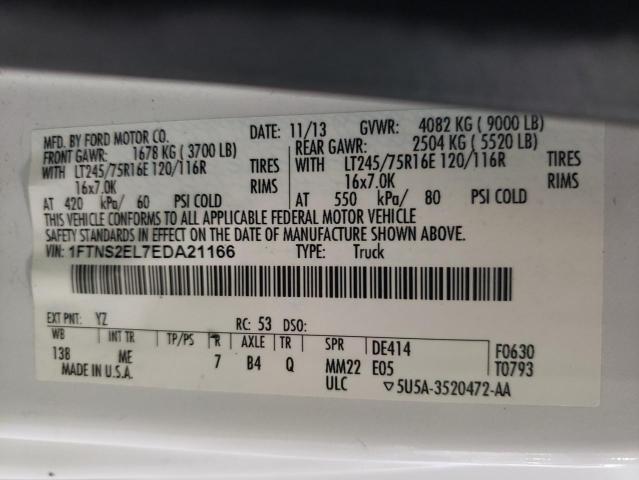 MFD. BY FORD MOTOR CO. DATE: 11/13 GVWR: 4082 KG ( 9000 LB)
FRONT GAWR: 1678 KG ( 3700 LB) REAR GAWR: 2504 KG ( 5520 LB)
WITH LT245/75R16E 120/116R TIRES WITH LT245/75R16E 120/116R TIRES
16x7.0K RIMS 16x7.0K RIMS
AT 420 kPa/ 60 PSI COLD AT 550 kPa/ 80 PSI COLD
THIS VEHICLE CONFORMS TO ALL APPLICABLE FEDERAL MOTOR VEHICLE
SAFETY STANDARDS IN EFFECT ON THE DATE OF MANUFACTURE SHOWN ABOVE.
VIN: 1FTNS2EL7EDA21166 TYPE: Truck
EXT PNT: YZ RC: 53 DSO:
WB INT TR TP/PS R AXLE TR SPR DE414 F0630
138 ME 7 B4 Q MM22 E05 T0793
MADE IN U.S.A. ULC ▽5U5A-3520472-AA